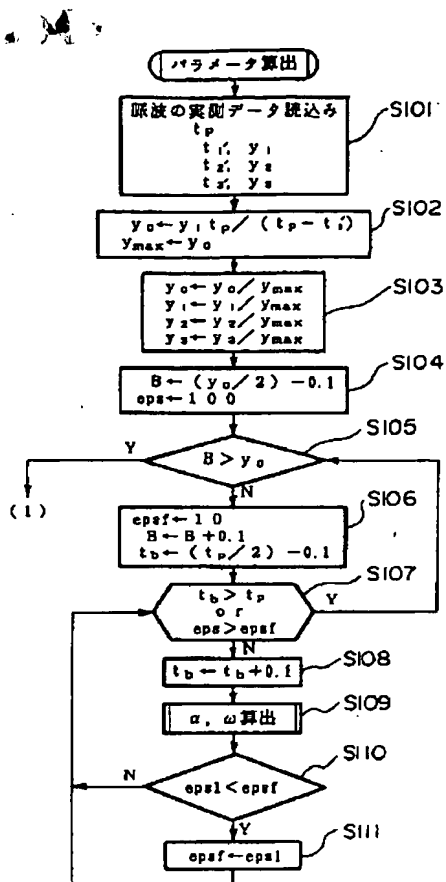 パラメータ算出
脈波の実測データ読込み
tp
t1′, y1
t2′, y2
t3′, y3
S101
y0←y1tp／(tp−t1′)
ymax←y0
S102
y0←y0／ymax
y1←y1／ymax
y2←y2／ymax
y3←y3／ymax
S103
B←(y0／2)−0.1
eps←100
S104
B>y0
S105
Y
N
(1)
epsf←10
B←B+0.1
tb←(tp／2)−0.1
S106
tb>tp
or
eps>epsf
S107
Y
N
tb←tb+0.1
S108
α, ω算出
S109
epsl<epsf
S110
N
Y
epsf←epsl
S111